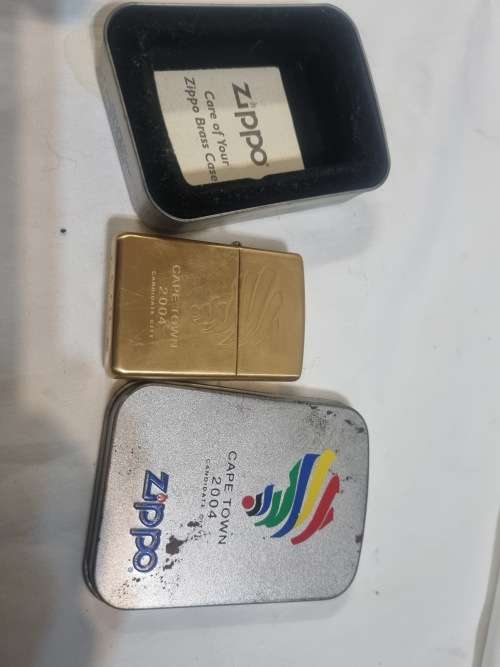 Zippo
Care of Your
Zippo Brass Case
CAPE TOWN
2004
CANDIDATE CITY
CAPE TOWN
2004
CANDIDATE CITY
Zippo